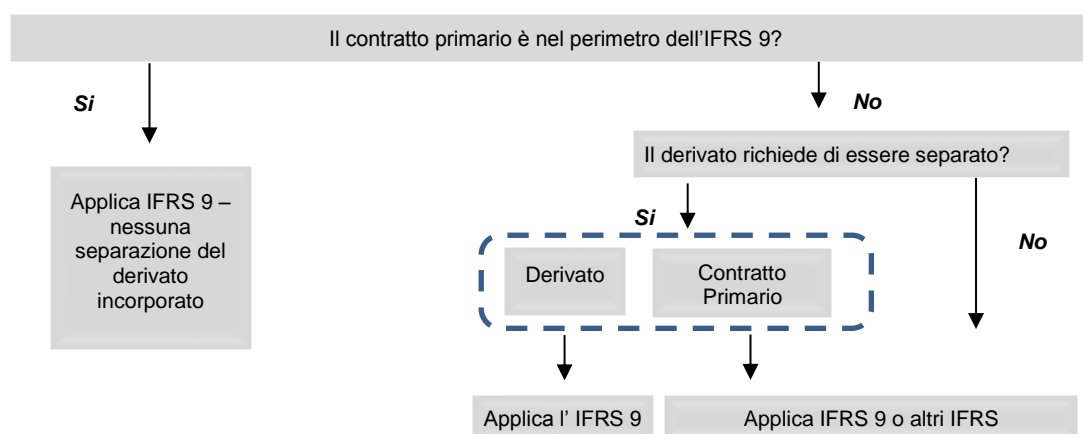 Il contratto primario è nel perimetro dell'IFRS 9?
Si
No
Il derivato richiede di essere separato?
Applica IFRS 9 –
nessuna
separazione del
derivato
incorporato
Si
No
Derivato
Contratto
Primario
Applica l' IFRS 9
Applica IFRS 9 o altri IFRS